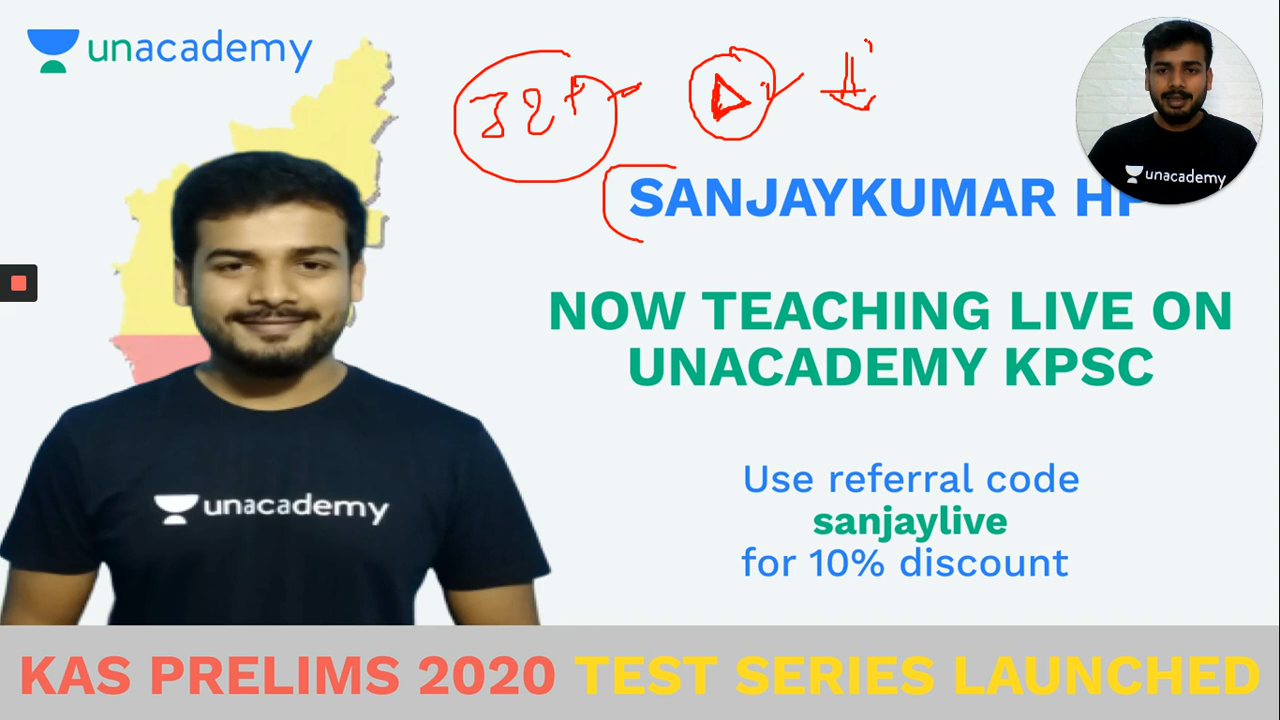 unacademy
32+
SANJAYKUMAR HP
unacademy
NOW TEACHING LIVE ON
UNACADEMY KPSC
Use referral code
sanjaylive
for 10% discount
unacademy
KAS PRELIMS 2020 TEST SERIES LAUNCHED